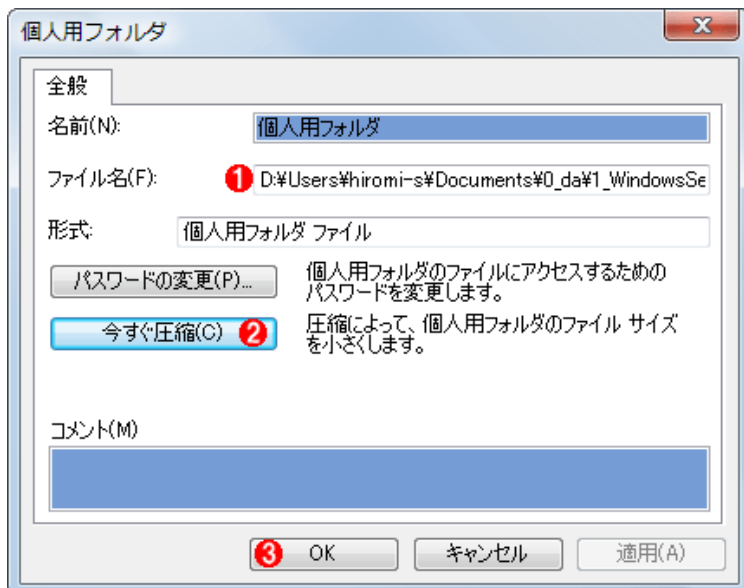 個人用フォルダ
X
全般
名前(N): 個人用フォルダ
ファイル名(F): 1 D:¥Users¥hiromi-s¥Documents¥0_da¥1_WindowsSe
形式: 個人用フォルダ ファイル
パスワードの変更(P)...
個人用フォルダのファイルにアクセスするための
パスワードを変更します。
今すぐ圧縮(C) 2
圧縮によって、個人用フォルダのファイル サイズ
を小さくします。
コメント(M)
3 OK キャンセル 適用(A)